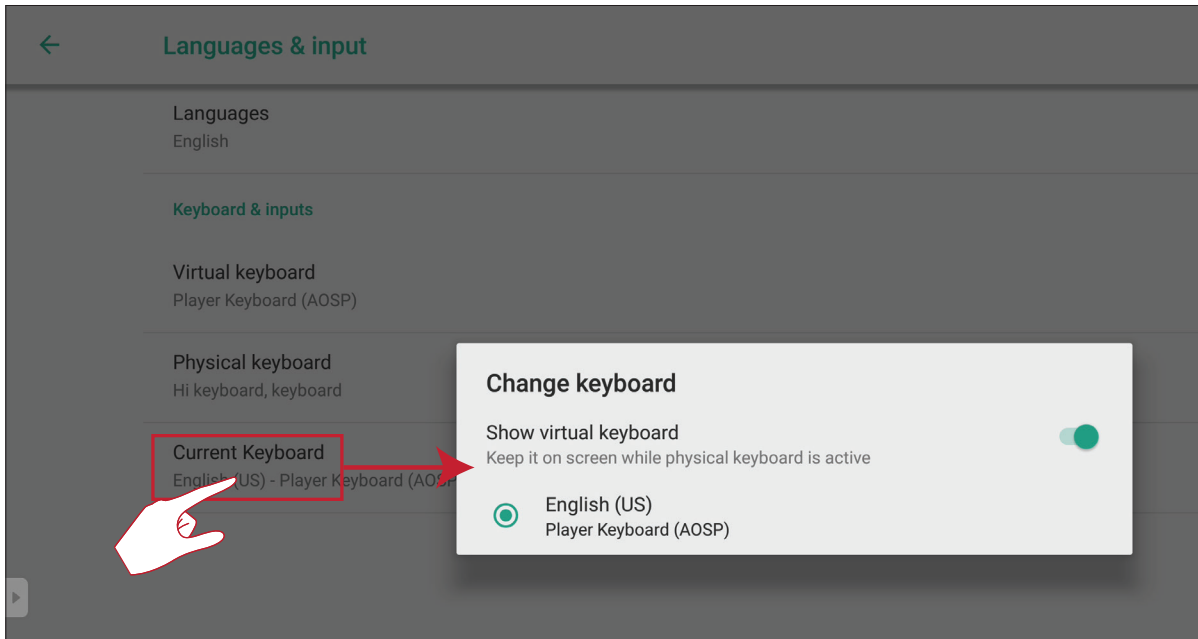 Languages & input
Languages
English
Keyboard & inputs
Virtual keyboard
Player Keyboard (AOSP)
Physical keyboard
Hi keyboard, keyboard
Current Keyboard
English (US) - Player Keyboard (AOSP
Change keyboard
Show virtual keyboard
Keep it on screen while physical keyboard is active
English (US)
Player Keyboard (AOSP)